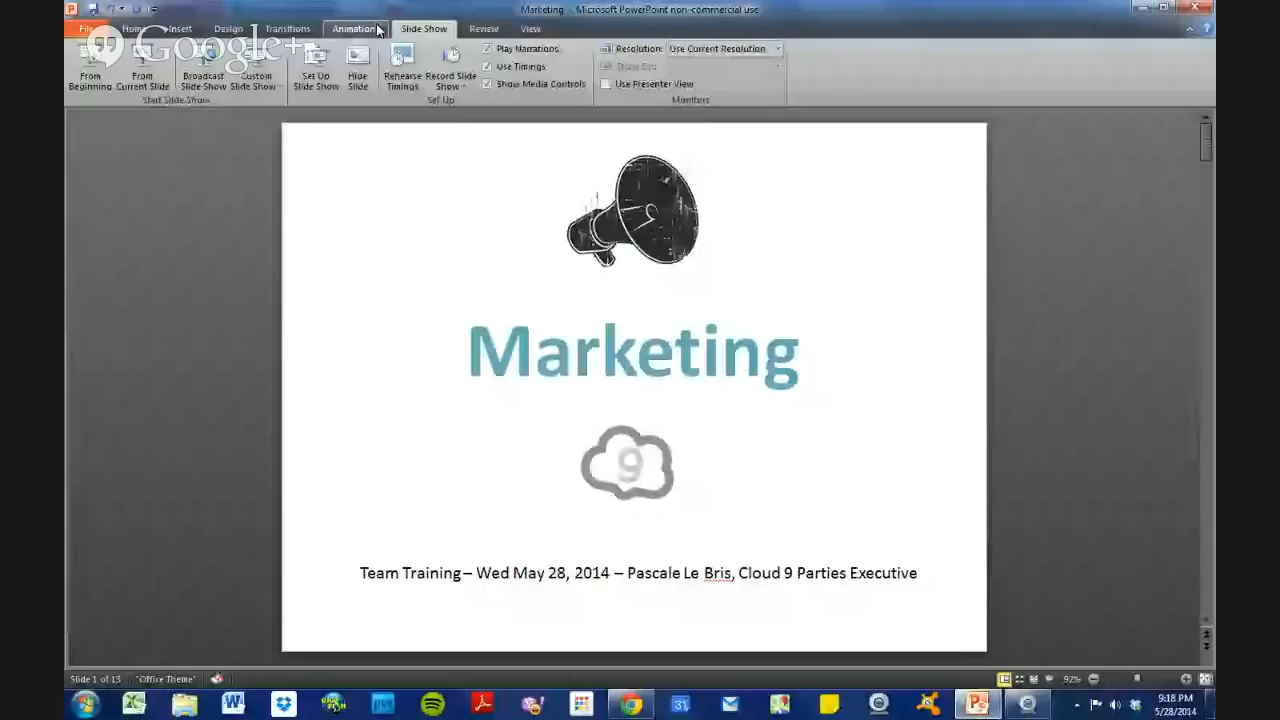 Marketing - Microsoft PowerPoint non-commercial use
File Home Insert Design Transitions Animations Slide Show Review View
Google+
Play Narrations Resolution: Use Current Resolution
Use Timings
From Beginning From Current Slide Broadcast Slide Show Custom Slide Show Set Up Slide Show Hide Slide Rehearse Timings Record Slide Show Show Media Controls Use Presenter View
Start Slide Show Set Up Monitors
Marketing
9
Team Training – Wed May 28, 2014 – Pascale Le Bris, Cloud 9 Parties Executive
Slide 1 of 13 "Office Theme" 92%
31
9:18 PM
5/28/2014